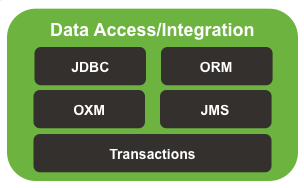 Data Access/Integration
JDBC ORM
OXM JMS
Transactions